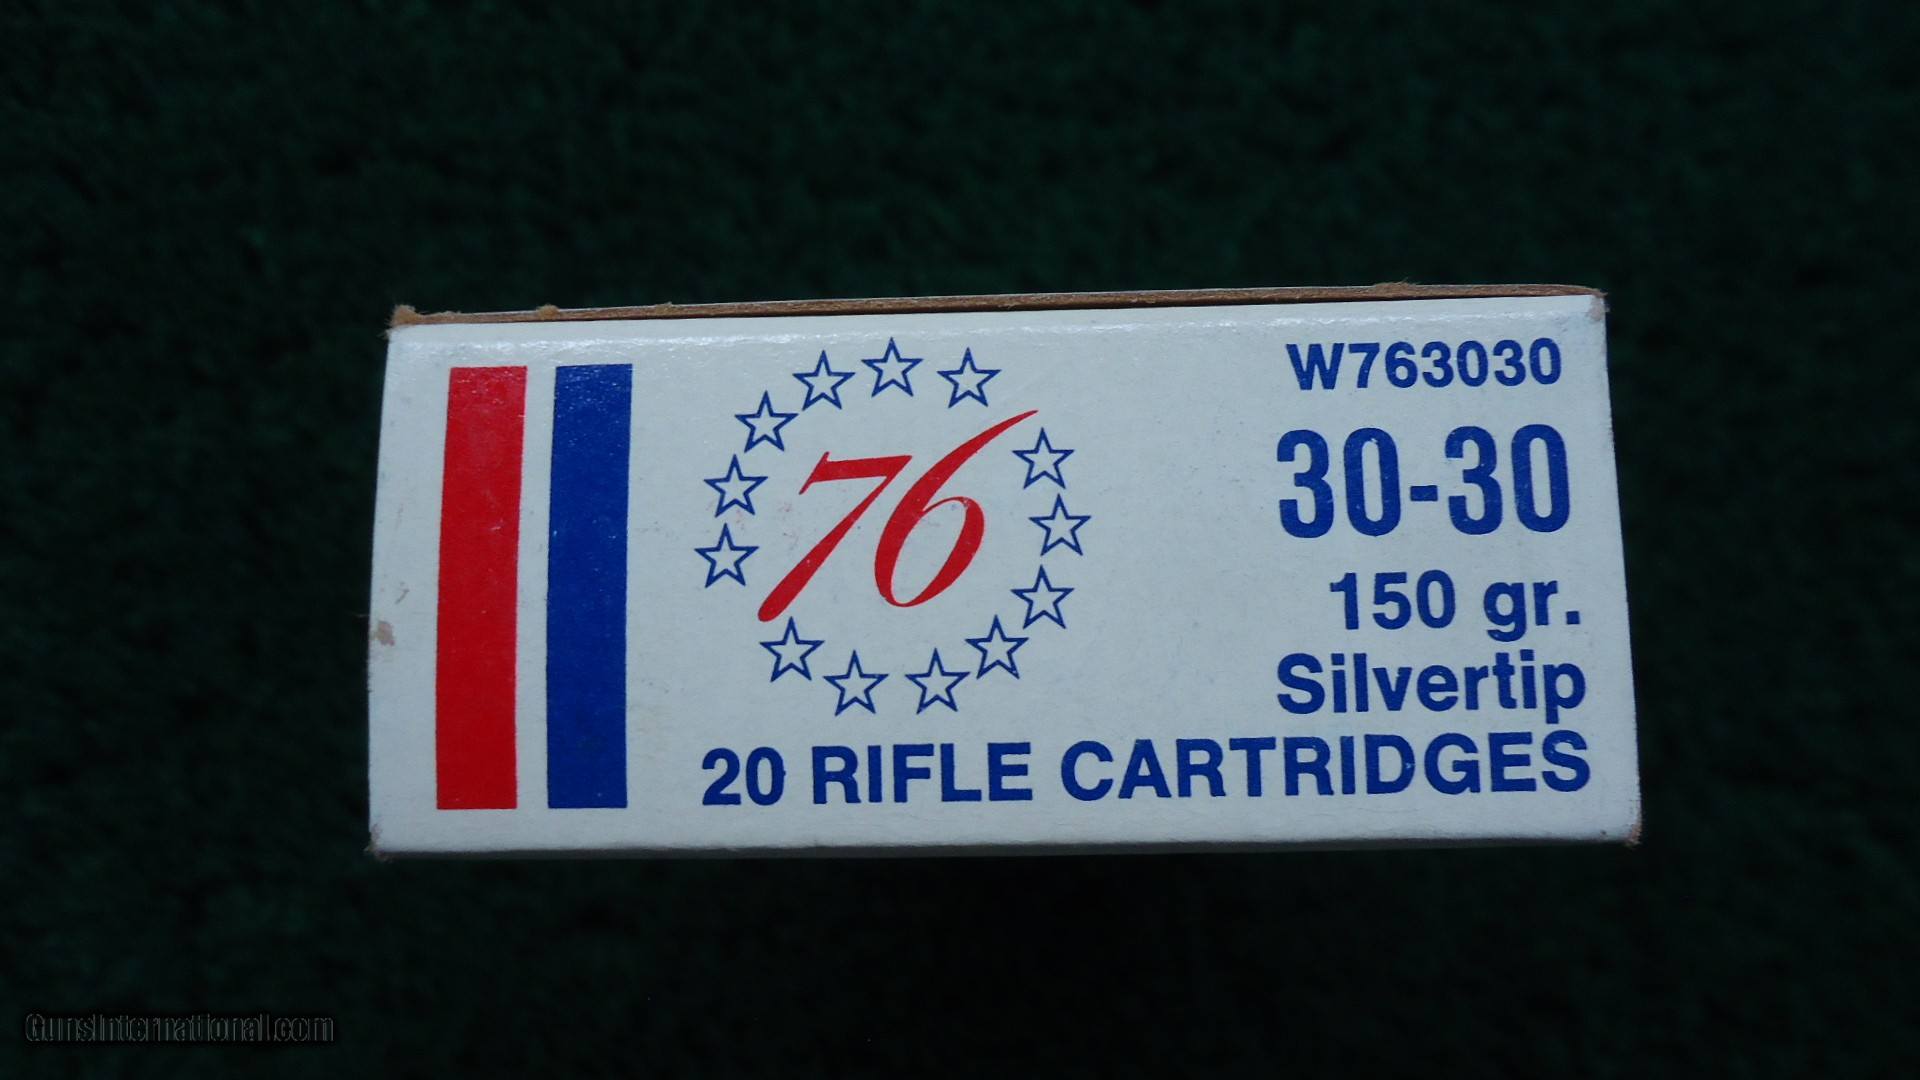 76
W763030
30-30
150 gr.
Silvertip
20 RIFLE CARTRIDGES
GunsInternational.com